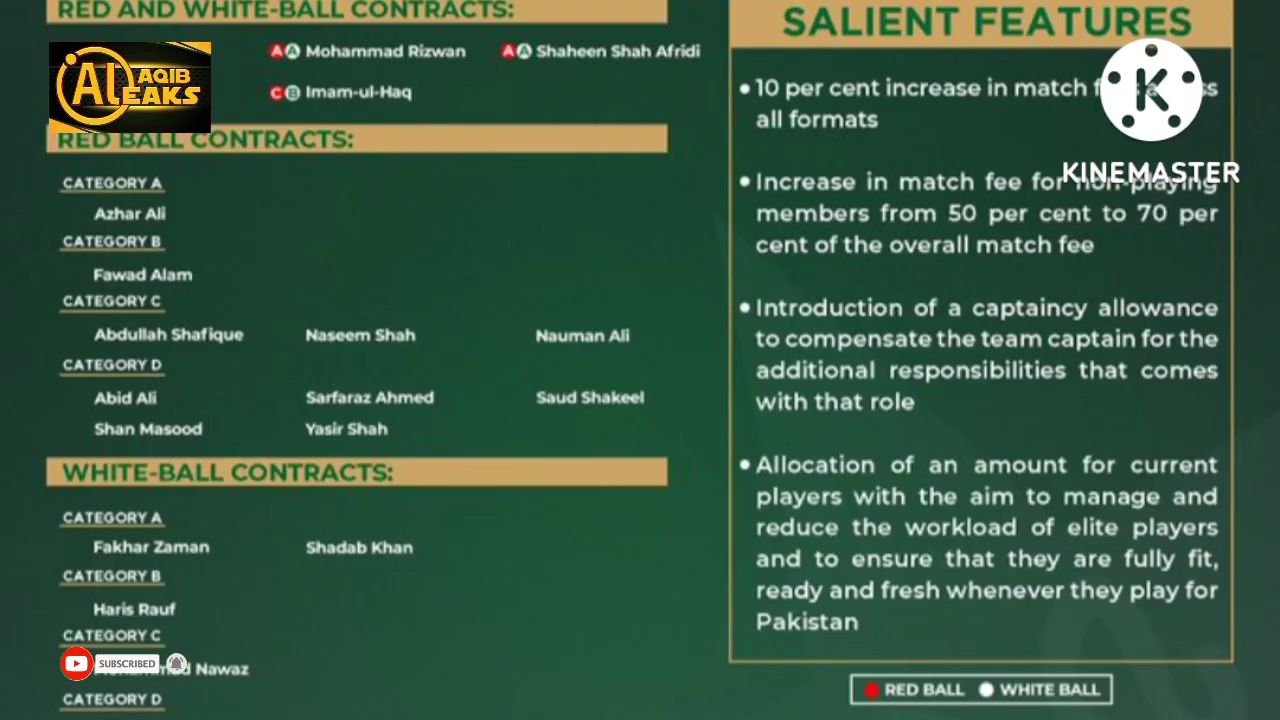 RED AND WHITE-BALL CONTRACTS:
AL AQIB
LEAKS
A A Mohammad Rizwan
A A Shaheen Shah Afridi
C B Imam-ul-Haq
RED BALL CONTRACTS:
CATEGORY A
Azhar Ali
CATEGORY B
Fawad Alam
CATEGORY C
Abdullah Shafique Naseem Shah Nauman Ali
CATEGORY D
Abid Ali Sarfaraz Ahmed Saud Shakeel
Shan Masood Yasir Shah
WHITE-BALL CONTRACTS:
CATEGORY A
Fakhar Zaman Shadab Khan
CATEGORY B
Haris Rauf
CATEGORY C
Nawaz
SUBSCRIBED
CATEGORY D
SALIENT FEATURES
10 per cent increase in match
all formats
Increase in match fee for non-playing
members from 50 per cent to 70 per
cent of the overall match fee
Introduction of a captaincy allowance
to compensate the team captain for the
additional responsibilities that comes
with that role
Allocation of an amount for current
players with the aim to manage and
reduce the workload of elite players
and to ensure that they are fully fit,
ready and fresh whenever they play for
Pakistan
RED BALL WHITE BALL
K
KINEMASTER